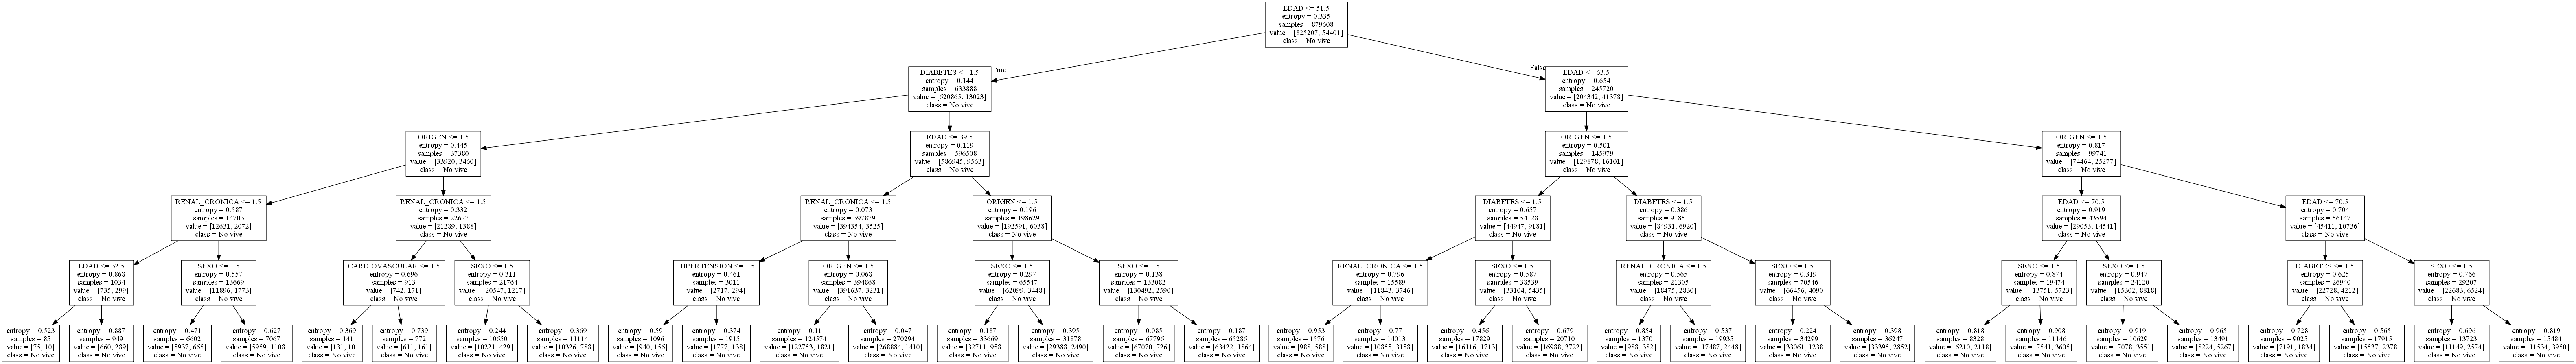 EDAD <= 51.5
entropy = 0.335
samples = 879608
value = [825207, 54401]
class = No vive
True
False
DIABETES <= 1.5
entropy = 0.144
samples = 633888
value = [620865, 13023]
class = No vive
EDAD <= 63.5
entropy = 0.654
samples = 245720
value = [204342, 41378]
class = No vive
ORIGEN <= 1.5
entropy = 0.445
samples = 37380
value = [33920, 3460]
class = No vive
EDAD <= 39.5
entropy = 0.119
samples = 596508
value = [586945, 9563]
class = No vive
ORIGEN <= 1.5
entropy = 0.501
samples = 145979
value = [129878, 16101]
class = No vive
ORIGEN <= 1.5
entropy = 0.817
samples = 99741
value = [74464, 25277]
class = No vive
RENAL_CRONICA <= 1.5
entropy = 0.587
samples = 14703
value = [12631, 2072]
class = No vive
RENAL_CRONICA <= 1.5
entropy = 0.332
samples = 22677
value = [21289, 1388]
class = No vive
RENAL_CRONICA <= 1.5
entropy = 0.073
samples = 397879
value = [394354, 3525]
class = No vive
ORIGEN <= 1.5
entropy = 0.196
samples = 198629
value = [192591, 6038]
class = No vive
DIABETES <= 1.5
entropy = 0.657
samples = 54128
value = [44947, 9181]
class = No vive
DIABETES <= 1.5
entropy = 0.386
samples = 91851
value = [84931, 6920]
class = No vive
EDAD <= 70.5
entropy = 0.919
samples = 43594
value = [29053, 14541]
class = No vive
EDAD <= 70.5
entropy = 0.704
samples = 56147
value = [45411, 10736]
class = No vive
EDAD <= 32.5
entropy = 0.868
samples = 1034
value = [735, 299]
class = No vive
SEXO <= 1.5
entropy = 0.557
samples = 13669
value = [11896, 1773]
class = No vive
CARDIOVASCULAR <= 1.5
entropy = 0.696
samples = 913
value = [742, 171]
class = No vive
SEXO <= 1.5
entropy = 0.311
samples = 21764
value = [20547, 1217]
class = No vive
HIPERTENSION <= 1.5
entropy = 0.461
samples = 3011
value = [2717, 294]
class = No vive
ORIGEN <= 1.5
entropy = 0.068
samples = 394868
value = [391637, 3231]
class = No vive
SEXO <= 1.5
entropy = 0.297
samples = 65547
value = [62099, 3448]
class = No vive
SEXO <= 1.5
entropy = 0.138
samples = 133082
value = [130492, 2590]
class = No vive
RENAL_CRONICA <= 1.5
entropy = 0.796
samples = 15589
value = [11843, 3746]
class = No vive
SEXO <= 1.5
entropy = 0.587
samples = 38539
value = [33104, 5435]
class = No vive
RENAL_CRONICA <= 1.5
entropy = 0.565
samples = 21305
value = [18475, 2830]
class = No vive
SEXO <= 1.5
entropy = 0.319
samples = 70546
value = [66456, 4090]
class = No vive
SEXO <= 1.5
entropy = 0.874
samples = 19474
value = [13751, 5723]
class = No vive
SEXO <= 1.5
entropy = 0.947
samples = 24120
value = [15302, 8818]
class = No vive
DIABETES <= 1.5
entropy = 0.625
samples = 26940
value = [22728, 4212]
class = No vive
SEXO <= 1.5
entropy = 0.766
samples = 29207
value = [22683, 6524]
class = No vive
entropy = 0.523
samples = 85
value = [75, 10]
class = No vive
entropy = 0.887
samples = 949
value = [660, 289]
class = No vive
entropy = 0.471
samples = 6602
value = [5937, 665]
class = No vive
entropy = 0.627
samples = 7067
value = [5959, 1108]
class = No vive
entropy = 0.369
samples = 141
value = [131, 10]
class = No vive
entropy = 0.739
samples = 772
value = [611, 161]
class = No vive
entropy = 0.244
samples = 10650
value = [10221, 429]
class = No vive
entropy = 0.369
samples = 11114
value = [10326, 788]
class = No vive
entropy = 0.59
samples = 1096
value = [940, 156]
class = No vive
entropy = 0.374
samples = 1915
value = [1777, 138]
class = No vive
entropy = 0.11
samples = 124574
value = [122753, 1821]
class = No vive
entropy = 0.047
samples = 270294
value = [268884, 1410]
class = No vive
entropy = 0.187
samples = 33669
value = [32711, 958]
class = No vive
entropy = 0.395
samples = 31878
value = [29388, 2490]
class = No vive
entropy = 0.085
samples = 67796
value = [67070, 726]
class = No vive
entropy = 0.187
samples = 65286
value = [63422, 1864]
class = No vive
entropy = 0.953
samples = 1576
value = [988, 588]
class = No vive
entropy = 0.77
samples = 14013
value = [10855, 3158]
class = No vive
entropy = 0.456
samples = 17829
value = [16116, 1713]
class = No vive
entropy = 0.679
samples = 20710
value = [16988, 3722]
class = No vive
entropy = 0.854
samples = 1370
value = [988, 382]
class = No vive
entropy = 0.537
samples = 19935
value = [17487, 2448]
class = No vive
entropy = 0.224
samples = 34299
value = [33061, 1238]
class = No vive
entropy = 0.398
samples = 36247
value = [33395, 2852]
class = No vive
entropy = 0.818
samples = 8328
value = [6210, 2118]
class = No vive
entropy = 0.908
samples = 11146
value = [7541, 3605]
class = No vive
entropy = 0.919
samples = 10629
value = [7078, 3551]
class = No vive
entropy = 0.965
samples = 13491
value = [8224, 5267]
class = No vive
entropy = 0.728
samples = 9025
value = [7191, 1834]
class = No vive
entropy = 0.565
samples = 17915
value = [15537, 2378]
class = No vive
entropy = 0.696
samples = 13723
value = [11149, 2574]
class = No vive
entropy = 0.819
samples = 15484
value = [11534, 3950]
class = No vive